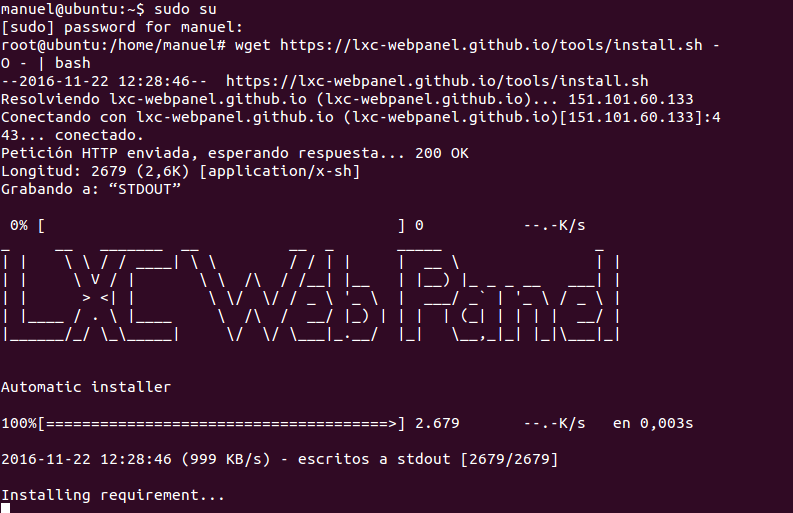 manuel@ubuntu:~$ sudo su
[sudo] password for manuel:
root@ubuntu:/home/manuel# wget https://lxc-webpanel.github.io/tools/install.sh -
O - | bash
--2016-11-22 12:28:46--  https://lxc-webpanel.github.io/tools/install.sh
Resolviendo lxc-webpanel.github.io (lxc-webpanel.github.io)... 151.101.60.133
Conectando con lxc-webpanel.github.io (lxc-webpanel.github.io)[151.101.60.133]:4
43... conectado.
Petición HTTP enviada, esperando respuesta... 200 OK
Longitud: 2679 (2,6K) [application/x-sh]
Grabando a: “STDOUT”
 0% [                                       ] 0           --.-K/s
LXC Web Panel
Automatic installer
100%[======================================>] 2.679       --.-K/s   en 0,003s
2016-11-22 12:28:46 (999 KB/s) - escritos a stdout [2679/2679]
Installing requirement...